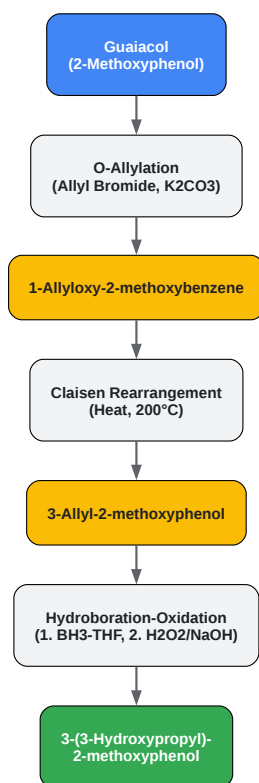 Guaiacol
(2-Methoxyphenol)
O-Allylation
(Allyl Bromide, K2CO3)
1-Allyloxy-2-methoxybenzene
Claisen Rearrangement
(Heat, 200°C)
3-Allyl-2-methoxyphenol
Hydroboration-Oxidation
(1. BH3-THF, 2. H2O2/NaOH)
3-(3-Hydroxypropyl)-
2-methoxyphenol